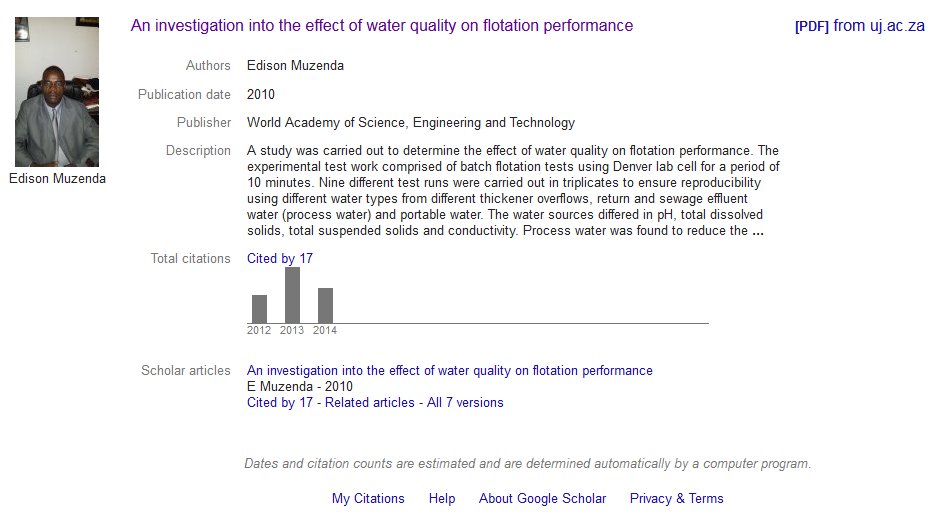 An investigation into the effect of water quality on flotation performance
[PDF] from uj.ac.za
Edison Muzenda
Authors Edison Muzenda
Publication date 2010
Publisher World Academy of Science, Engineering and Technology
Description A study was carried out to determine the effect of water quality on flotation performance. The
experimental test work comprised of batch flotation tests using Denver lab cell for a period of
10 minutes. Nine different test runs were carried out in triplicates to ensure reproducibility
using different water types from different thickener overflows, return and sewage effluent
water (process water) and portable water. The water sources differed in pH, total dissolved
solids, total suspended solids and conductivity. Process water was found to reduce the ...
Total citations Cited by 17
2012 2013 2014
Scholar articles An investigation into the effect of water quality on flotation performance
E Muzenda - 2010
Cited by 17 - Related articles - All 7 versions
Dates and citation counts are estimated and are determined automatically by a computer program.
My Citations Help About Google Scholar Privacy & Terms